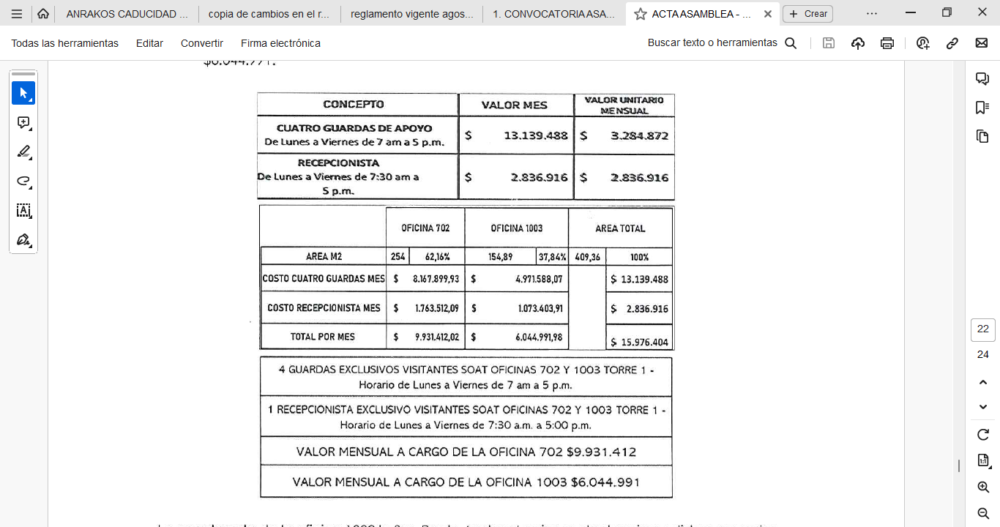 ANRAKOS CADUCIDAD ...
copia de cambios en el r...
reglamento vigente agos...
1. CONVOCATORIA ASA...
ACTA ASAMBLEA - ...
Crear
Todas las herramientas
Editar
Convertir
Firma electrónica
Buscar texto o herramientas
$6.044.991.
CONCEPTO VALOR MES VALOR UNITARIO
MENSUAL
CUATRO GUARDAS DE APOYO
De Lunes a Viernes de 7 am a 5 p.m.
$ 13.139.488 $ 3.284.872
RECEPCIONISTA
De Lunes a Viernes de 7:30 am a
5 p.m.
$ 2.836.916 $ 2.836.916
OFICINA 702 OFICINA 1003 AREA TOTAL
AREA M2 254 62,16% 154,89 37,84% 409,36 100%
COSTO CUATRO GUARDAS MES $ 8.167.899,93 $ 4.971.588,07 $ 13.139.488
COSTO RECEPCIONISTA MES $ 1.763.512,09 $ 1.073.403,91 $ 2.836.916
TOTAL POR MES $ 9.931.412,02 $ 6.044.991,98 $ 15.976.404
4 GUARDAS EXCLUSIVOS VISITANTES SOAT OFICINAS 702 Y 1003 TORRE 1 -
Horario de Lunes a Viernes de 7 am a 5 p.m.
1 RECEPCIONISTA EXCLUSIVO VISITANTES SOAT OFICINAS 702 Y 1003 TORRE 1 -
Horario de Lunes a Viernes de 7:30 a.m. a 5:00 p.m.
VALOR MENSUAL A CARGO DE LA OFICINA 702 $9.931.412
VALOR MENSUAL A CARGO DE LA OFICINA 1003 $6.044.991
22
24